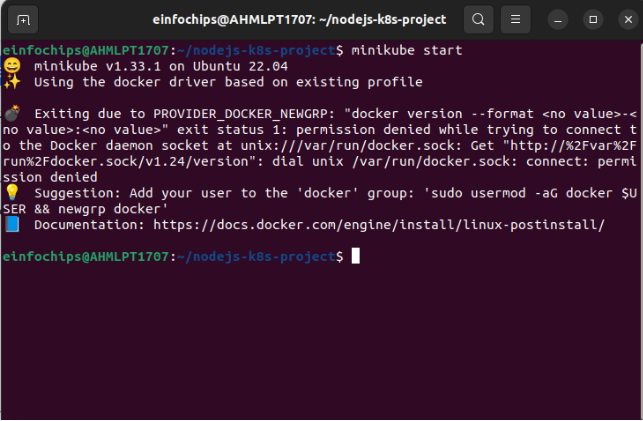 einfochips@AHMLPT1707: ~/nodejs-k8s-project
einfochips@AHMLPT1707:~/nodejs-k8s-project$ minikube start
😄  minikube v1.33.1 on Ubuntu 22.04
✨  Using the docker driver based on existing profile
💣  Exiting due to PROVIDER_DOCKER_NEWGRP: "docker version --format <no value>-<
no value>:<no value>" exit status 1: permission denied while trying to connect t
o the Docker daemon socket at unix:///var/run/docker.sock: Get "http://%2Fvar%2F
run%2Fdocker.sock/v1.24/version": dial unix /var/run/docker.sock: connect: permi
ssion denied
💡  Suggestion: Add your user to the 'docker' group: 'sudo usermod -aG docker $U
SER && newgrp docker'
📘  Documentation: https://docs.docker.com/engine/install/linux-postinstall/
einfochips@AHMLPT1707:~/nodejs-k8s-project$